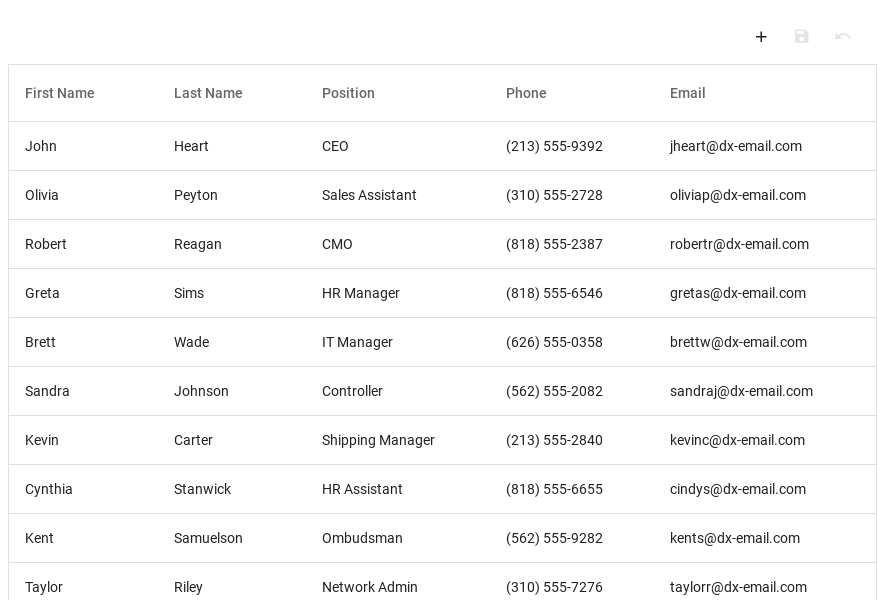 First Name Last Name Position Phone Email
John Heart CEO (213) 555-9392 jheart@dx-email.com
Olivia Peyton Sales Assistant (310) 555-2728 oliviap@dx-email.com
Robert Reagan CMO (818) 555-2387 robertr@dx-email.com
Greta Sims HR Manager (818) 555-6546 gretas@dx-email.com
Brett Wade IT Manager (626) 555-0358 brettw@dx-email.com
Sandra Johnson Controller (562) 555-2082 sandraj@dx-email.com
Kevin Carter Shipping Manager (213) 555-2840 kevinc@dx-email.com
Cynthia Stanwick HR Assistant (818) 555-6655 cindys@dx-email.com
Kent Samuelson Ombudsman (562) 555-9282 kents@dx-email.com
Taylor Riley Network Admin (310) 555-7276 taylorr@dx-email.com